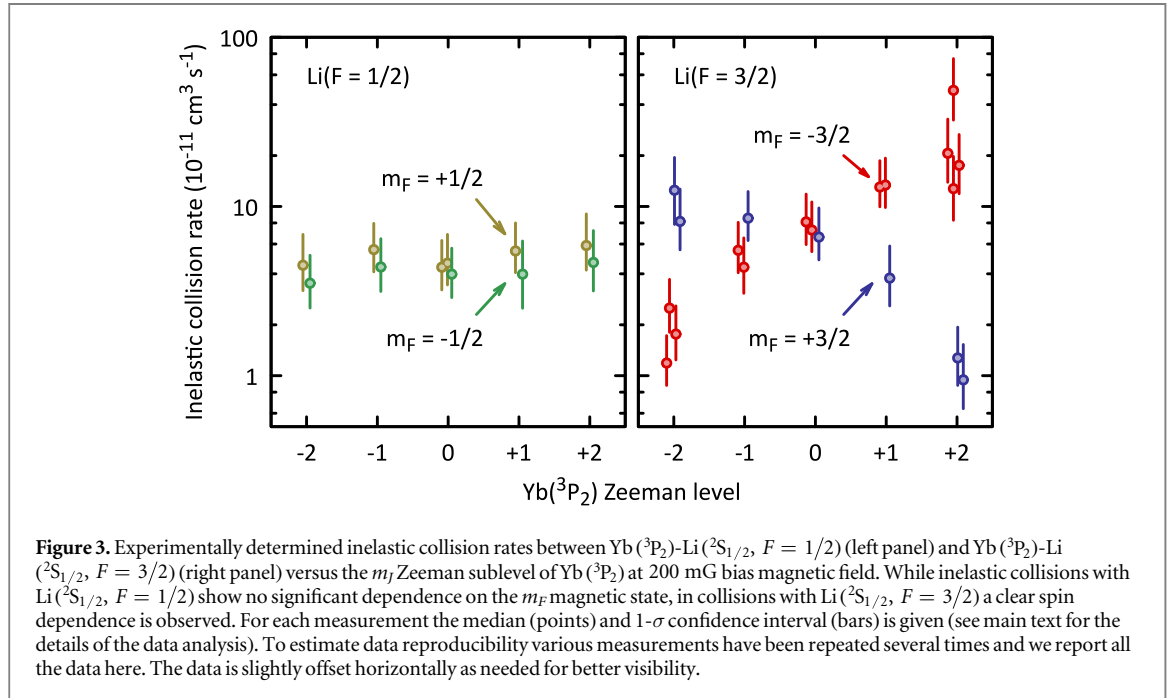 100
10
1
Inelastic collision rate (10⁻¹¹ cm³ s⁻¹)
Li(F = 1/2)
m_F = +1/2
m_F = -1/2
-2 -1 0 +1 +2
Li(F = 3/2)
m_F = -3/2
m_F = +3/2
-2 -1 0 +1 +2
Yb(³P₂) Zeeman level
Figure 3. Experimentally determined inelastic collision rates between Yb (³P₂)-Li (²S₁/₂, F = 1/2) (left panel) and Yb (³P₂)-Li
(²S₁/₂, F = 3/2) (right panel) versus the m_J Zeeman sublevel of Yb (³P₂) at 200 mG bias magnetic field. While inelastic collisions with
Li (²S₁/₂, F = 1/2) show no significant dependence on the m_F magnetic state, in collisions with Li (²S₁/₂, F = 3/2) a clear spin
dependence is observed. For each measurement the median (points) and 1-σ confidence interval (bars) is given (see main text for the
details of the data analysis). To estimate data reproducibility various measurements have been repeated several times and we report all
the data here. The data is slightly offset horizontally as needed for better visibility.